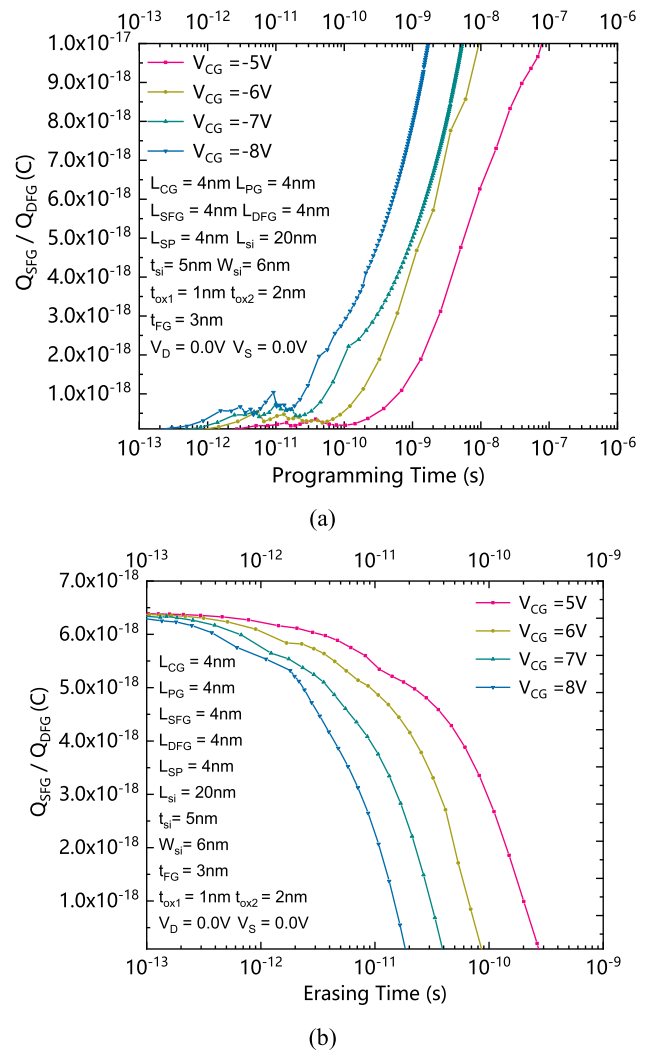 10⁻¹³ 10⁻¹² 10⁻¹¹ 10⁻¹⁰ 10⁻⁹ 10⁻⁸ 10⁻⁷ 10⁻⁶
1.0x10⁻¹⁷
9.0x10⁻¹⁸
8.0x10⁻¹⁸
7.0x10⁻¹⁸
6.0x10⁻¹⁸
5.0x10⁻¹⁸
4.0x10⁻¹⁸
3.0x10⁻¹⁸
2.0x10⁻¹⁸
1.0x10⁻¹⁸
Q_SFG / Q_DFG (C)
V_CG =-5V
V_CG =-6V
V_CG =-7V
V_CG =-8V
L_CG = 4nm L_PG = 4nm
L_SFG = 4nm L_DFG = 4nm
L_SP = 4nm L_si = 20nm
t_si= 5nm W_si= 6nm
t_ox1 = 1nm t_ox2 = 2nm
t_FG = 3nm
V_D = 0.0V V_S = 0.0V
10⁻¹³ 10⁻¹² 10⁻¹¹ 10⁻¹⁰ 10⁻⁹ 10⁻⁸ 10⁻⁷ 10⁻⁶
Programming Time (s)
(a)
10⁻¹³ 10⁻¹² 10⁻¹¹ 10⁻¹⁰ 10⁻⁹
7.0x10⁻¹⁸
6.0x10⁻¹⁸
5.0x10⁻¹⁸
4.0x10⁻¹⁸
3.0x10⁻¹⁸
2.0x10⁻¹⁸
1.0x10⁻¹⁸
Q_SFG / Q_DFG (C)
V_CG =5V
V_CG =6V
V_CG =7V
V_CG =8V
L_CG = 4nm
L_PG = 4nm
L_SFG = 4nm
L_DFG = 4nm
L_SP = 4nm
L_si = 20nm
t_si= 5nm
W_si= 6nm
t_FG = 3nm
t_ox1 = 1nm t_ox2 = 2nm
V_D = 0.0V V_S = 0.0V
10⁻¹³ 10⁻¹² 10⁻¹¹ 10⁻¹⁰ 10⁻⁹
Erasing Time (s)
(b)